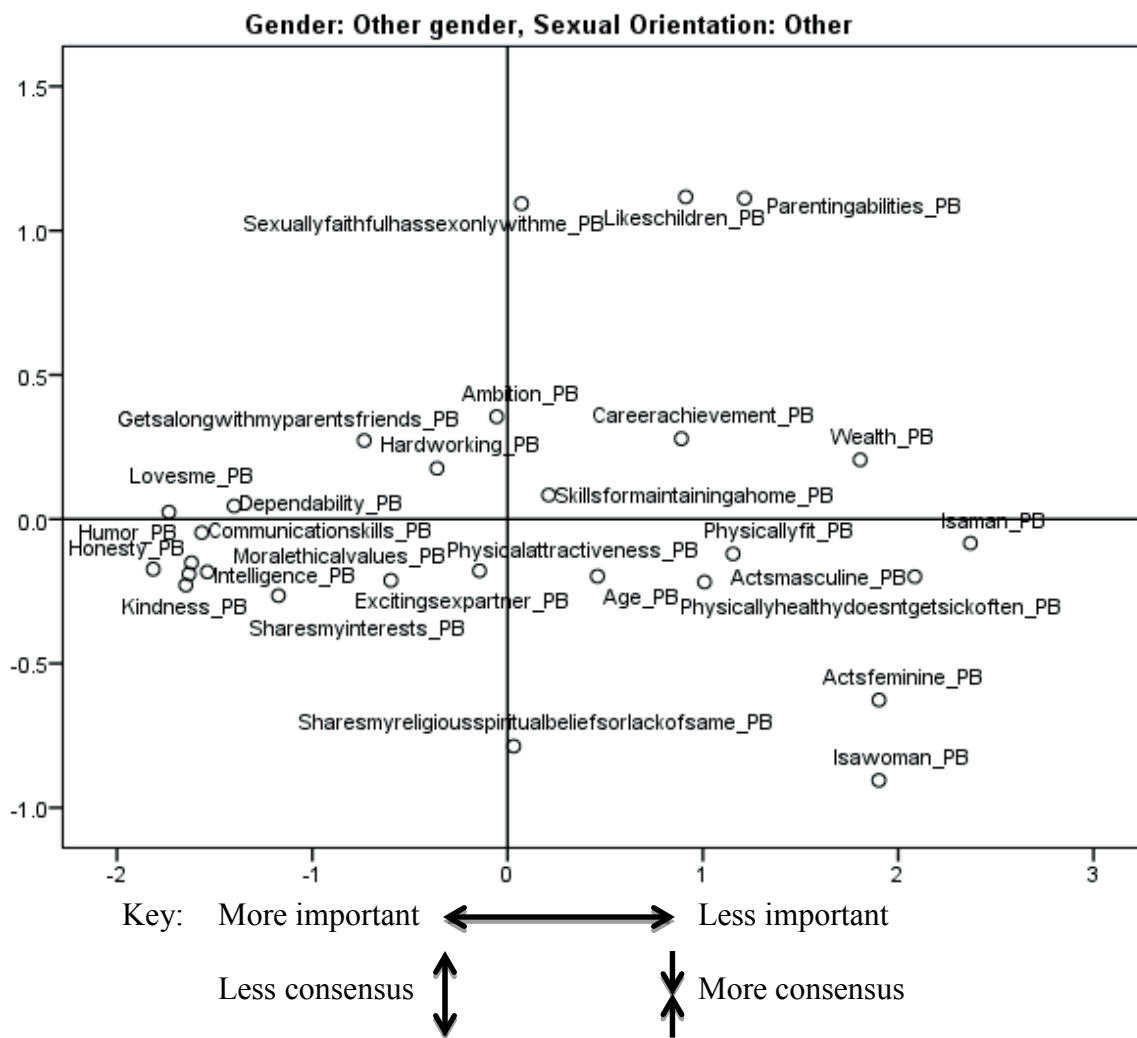 Gender: Other gender, Sexual Orientation: Other
1.5
1.0
0.5
0.0
-0.5
-1.0
Sexuallyfaithfulhassexonlywithme_PB
Likeschildren_PB
Parentingabilities_PB
Ambition_PB
Getsalongwithmyparentsfriends_PB
Careerachievement_PB
Hardworking_PB
Wealth_PB
Lovesme_PB
Dependability_PB
Skillsformaintainingahome_PB
Humor_PB
Communicationskills_PB
Physicallyfit_PB
Isaman_PB
Honesty_PB
Moralethicalvalues_PB
Physicalattractiveness_PB
Intelligence_PB
Actsmasculine_PB
Kindness_PB
Excitingsexpartner_PB
Age_PB
Physicallyhealthydoesntgetsickoften_PB
Sharesmyinterests_PB
Actsfeminine_PB
Sharesmyreligiousspiritualbeliefsorlackofsame_PB
Isawoman_PB
-2 -1 0 1 2 3
Key: More important Less important
Less consensus More consensus